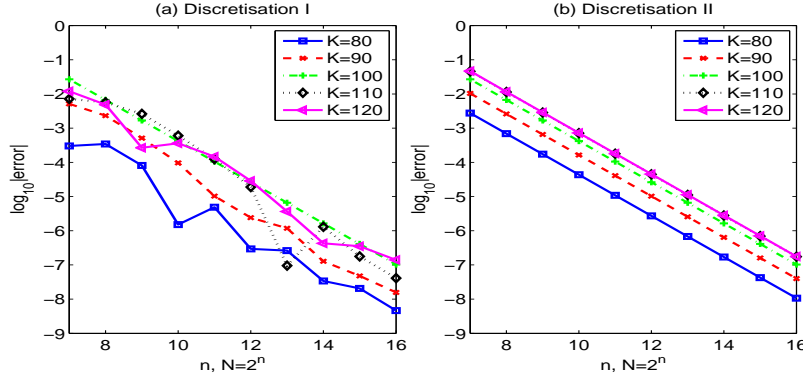 (a) Discretisation I
0
−1
−2
−3
−4
−5
−6
−7
−8
−9
8
10
12
14
16
log10|error|
n, N=2^n
K=80
K=90
K=100
K=110
K=120
(b) Discretisation II
0
−1
−2
−3
−4
−5
−6
−7
−8
−9
8
10
12
14
16
log10|error|
n, N=2^n
K=80
K=90
K=100
K=110
K=120